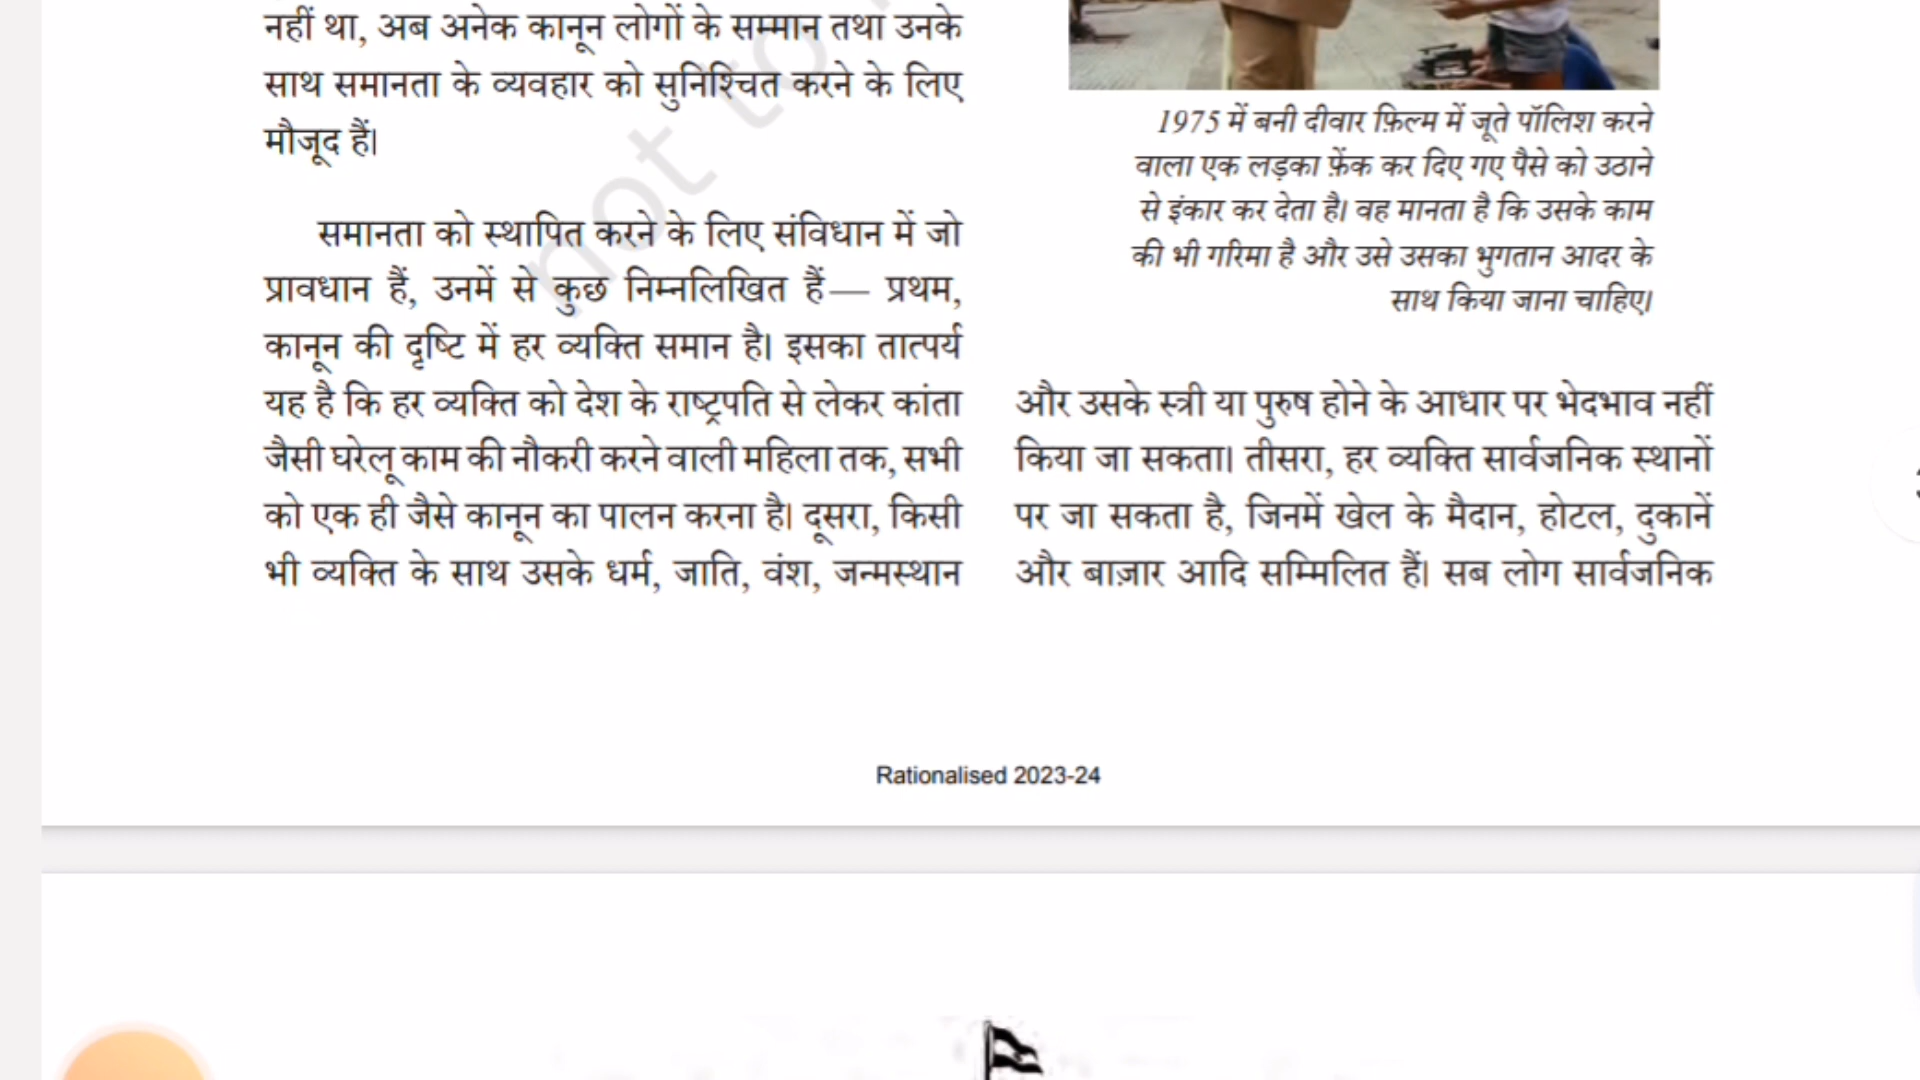 नहीं था, अब अनेक कानून लोगों के सम्मान तथा उनके
साथ समानता के व्यवहार को सुनिश्चित करने के लिए
मौजूद हैं।
समानता को स्थापित करने के लिए संविधान में जो
प्रावधान हैं, उनमें से कुछ निम्नलिखित हैं— प्रथम,
कानून की दृष्टि में हर व्यक्ति समान है। इसका तात्पर्य
यह है कि हर व्यक्ति को देश के राष्ट्रपति से लेकर कांता
जैसी घरेलू काम की नौकरी करने वाली महिला तक, सभी
को एक ही जैसे कानून का पालन करना है। दूसरा, किसी
भी व्यक्ति के साथ उसके धर्म, जाति, वंश, जन्मस्थान
not to
1975 में बनी दीवार फ़िल्म में जूते पॉलिश करने
वाला एक लड़का फ़ेंक कर दिए गए पैसे को उठाने
से इंकार कर देता है। वह मानता है कि उसके काम
की भी गरिमा है और उसे उसका भुगतान आदर के
साथ किया जाना चाहिए।
और उसके स्त्री या पुरुष होने के आधार पर भेदभाव नहीं
किया जा सकता। तीसरा, हर व्यक्ति सार्वजनिक स्थानों
पर जा सकता है, जिनमें खेल के मैदान, होटल, दुकानें
और बाज़ार आदि सम्मिलित हैं। सब लोग सार्वजनिक
Rationalised 2023-24